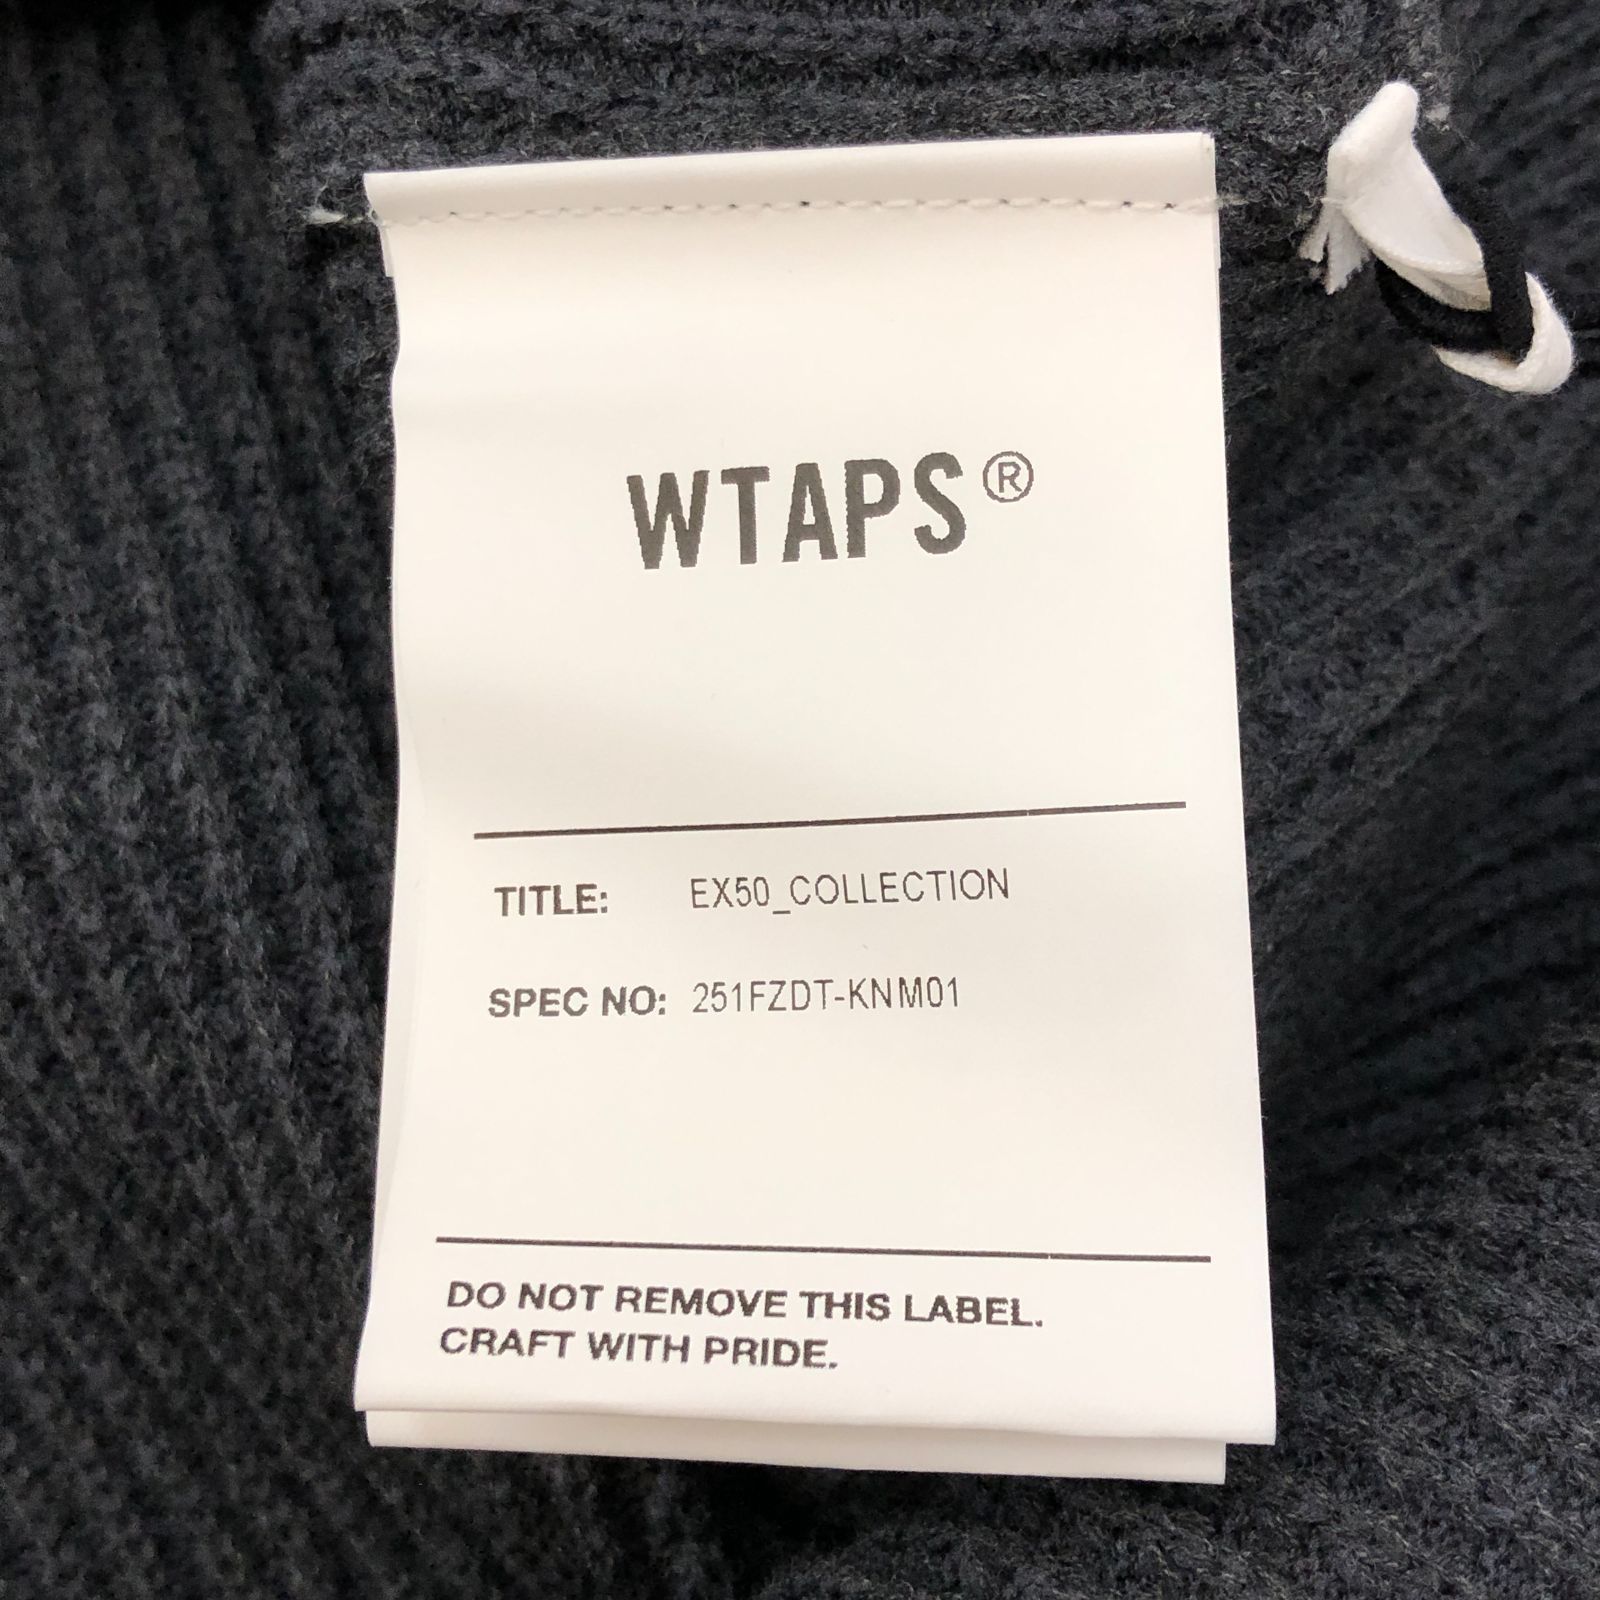 WTAPS®
TITLE: EX50_COLLECTION
SPEC NO: 251FZDT-KNM01
DO NOT REMOVE THIS LABEL.
CRAFT WITH PRIDE.